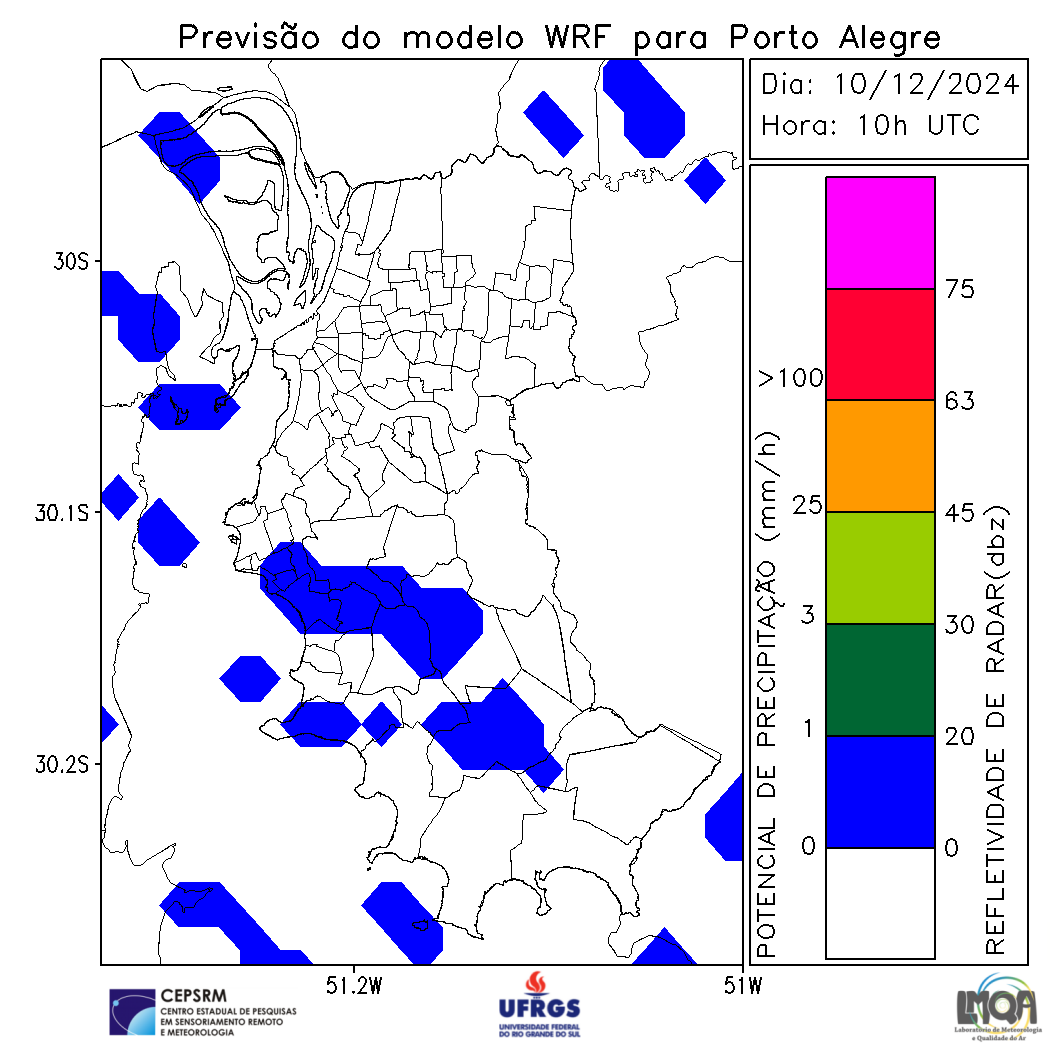 Previsão do modelo WRF para Porto Alegre
Dia: 10/12/2024
Hora: 10h UTC
30S
30.1S
30.2S
51.2W
51W
POTENCIAL DE PRECIPITAÇÃO (mm/h)
>100
25
3
1
0
75
63
45
30
20
0
REFLETIVIDADE DE RADAR(dbz)
CEPSRM
CENTRO ESTADUAL DE PESQUISAS
EM SENSORIAMENTO REMOTO
E METEOROLOGIA
UFRGS
UNIVERSIDADE FEDERAL
DO RIO GRANDE DO SUL
LMQA
Laboratório de Meteorologia
e Qualidade do Ar